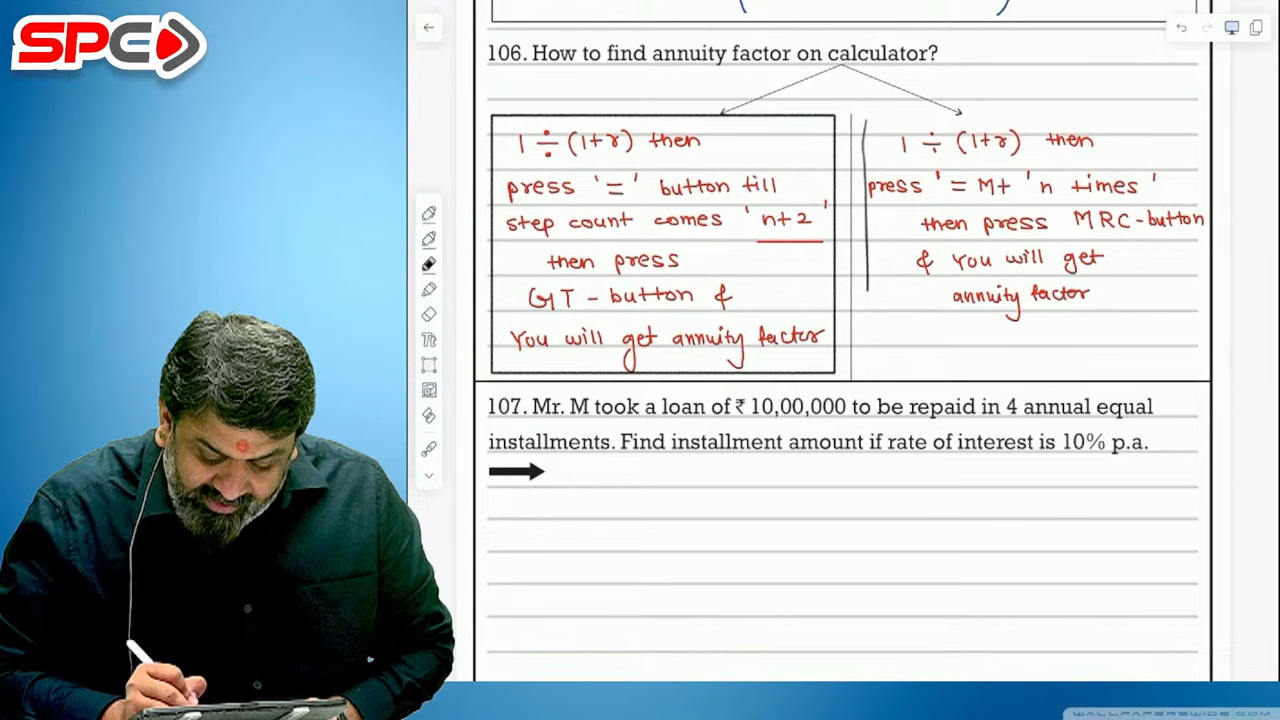 SPC
106. How to find annuity factor on calculator?
1 ÷ (1+r) then
press '=' button till
step count comes 'n+2'
then press
GT - button &
You will get annuity factor
1 ÷ (1+r) then
press '= M+ 'n times'
then press MRC-button
& You will get
annuity factor
107. Mr. M took a loan of ₹ 10,00,000 to be repaid in 4 annual equal
installments. Find installment amount if rate of interest is 10% p.a.
Tt
WALLPAPERSWIDE.COM